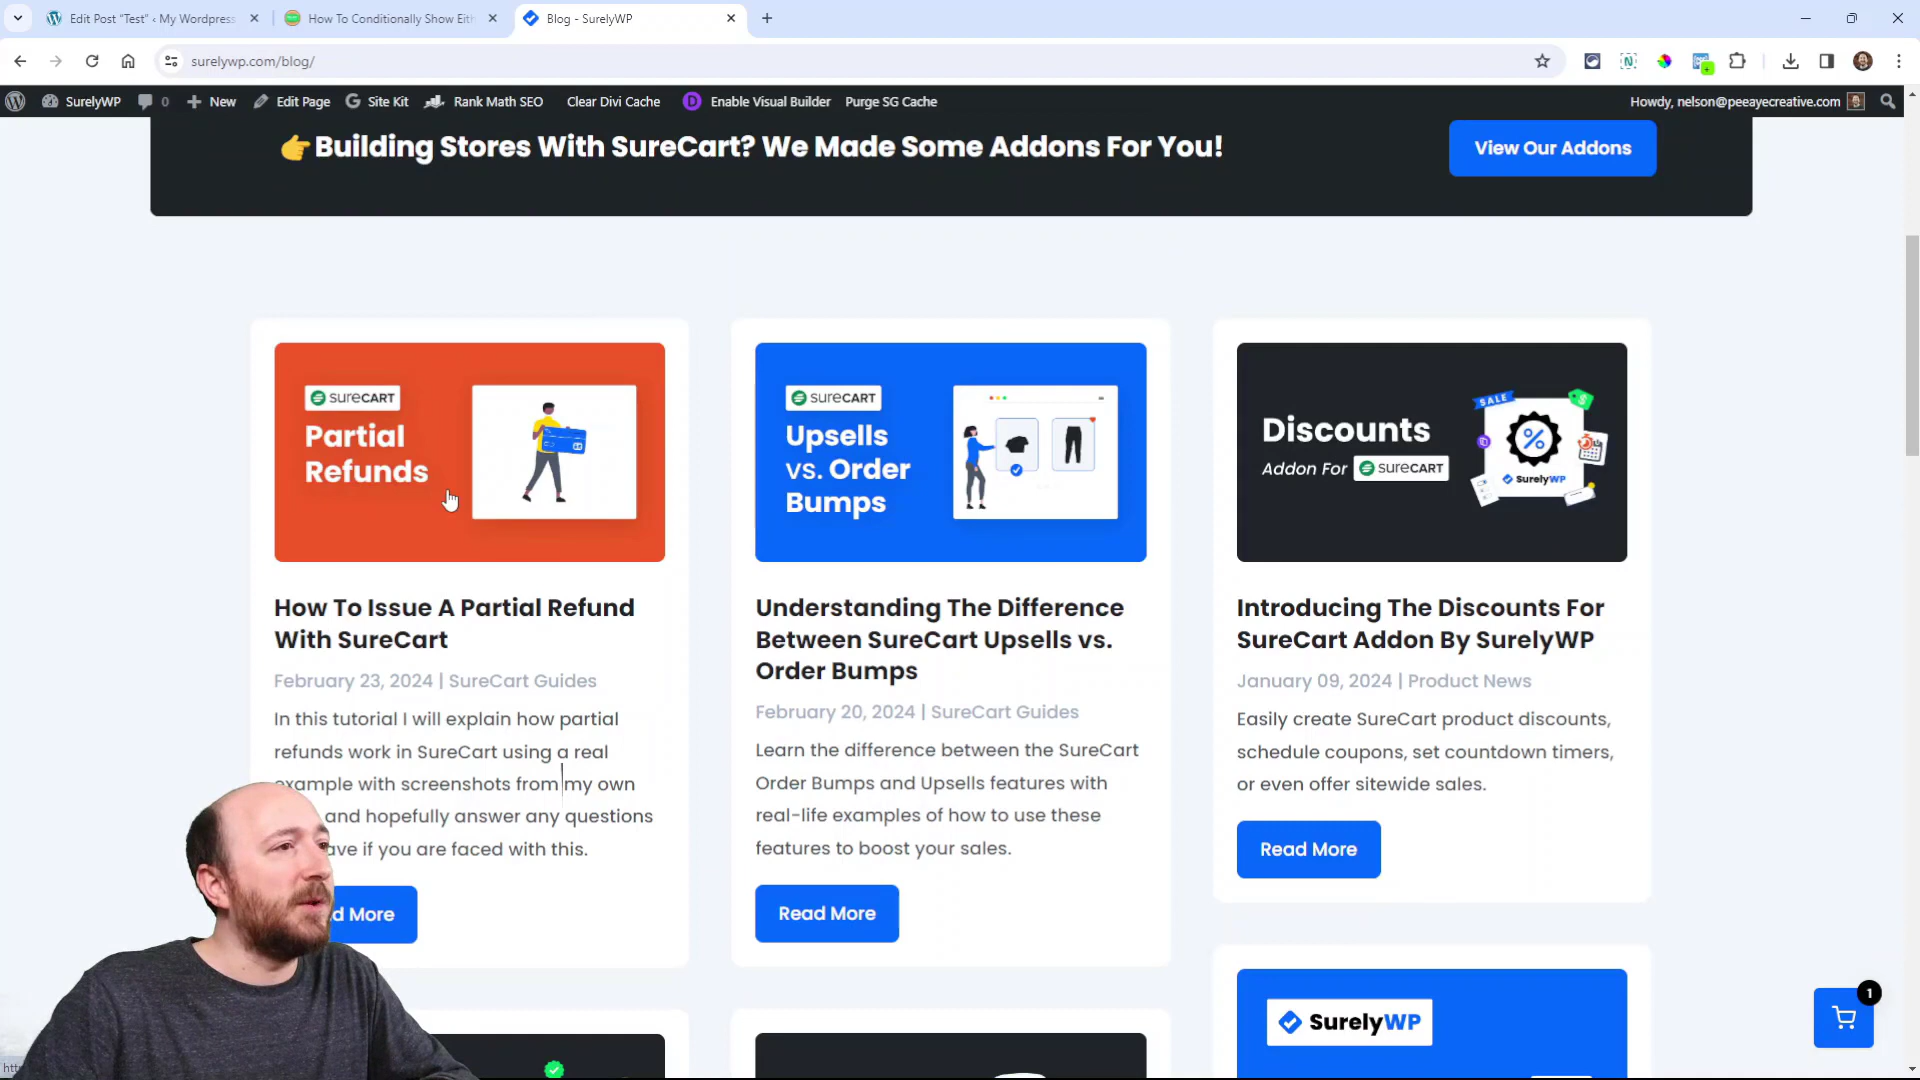 Edit Post "Test" ‹ My Wordpress
How To Conditionally Show Eith
Blog - SurelyWP
surelywp.com/blog/
SurelyWP
0
New
Edit Page
Site Kit
Rank Math SEO
Clear Divi Cache
D
Enable Visual Builder
Purge SG Cache
Howdy, nelson@peeayecreative.com
👉Building Stores With SureCart? We Made Some Addons For You!
View Our Addons
SURECART
Partial
Refunds
How To Issue A Partial Refund
With SureCart
February 23, 2024 | SureCart Guides
In this tutorial I will explain how partial
refunds work in SureCart using a real
example with screenshots from my own
and hopefully answer any questions
ave if you are faced with this.
d More
SURECART
Upsells
vs. Order
Bumps
Understanding The Difference
Between SureCart Upsells vs.
Order Bumps
February 20, 2024 | SureCart Guides
Learn the difference between the SureCart
Order Bumps and Upsells features with
real-life examples of how to use these
features to boost your sales.
Read More
Discounts
Addon For SURECART
SALE
%
SurelyWP
Introducing The Discounts For
SureCart Addon By SurelyWP
January 09, 2024 | Product News
Easily create SureCart product discounts,
schedule coupons, set countdown timers,
or even offer sitewide sales.
Read More
SurelyWP
1